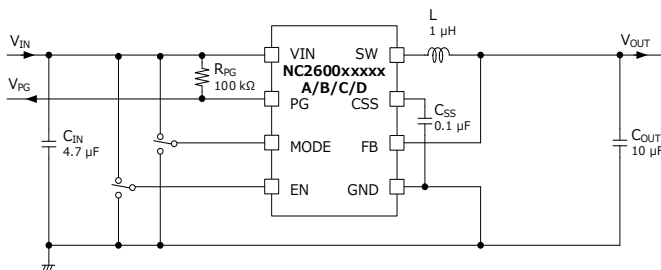 L
1 µH
VIN
VOUT
VIN
SW
NC2600xxxxx
A/B/C/D
RPG
100 kΩ
VPG
PG
CSS
CSS
0.1 µF
CIN
4.7 µF
MODE
FB
COUT
10 µF
EN
GND